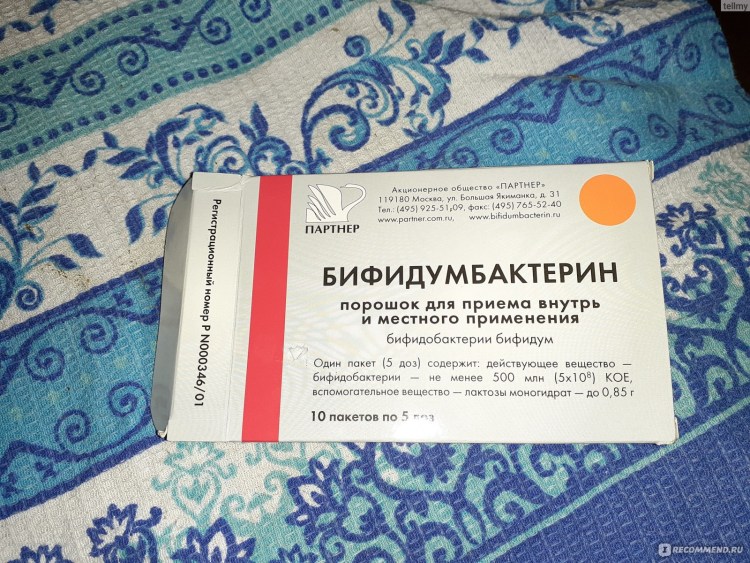 tellmy
Акционерное общество «ПАРТНЕР»
119180 Москва, ул. Большая Якиманка, д. 31
Тел.: (495) 925-51-09, факс: (495) 765-52-40
www.partner.com.ru, www.bifidumbacterin.ru
ПАРТНЕР
БИФИДУМБАКТЕРИН
порошок для приема внутрь
и местного применения
бифидобактерии бифидум
Один пакет (5 доз) содержит: действующее вещество —
бифидобактерии — не менее 500 млн (5x10⁸) КОЕ,
вспомогательное вещество — лактозы моногидрат — до 0,85 г
10 пакетов по 5 доз
Регистрационный номер Р N000346/01
IRECOMMEND.RU